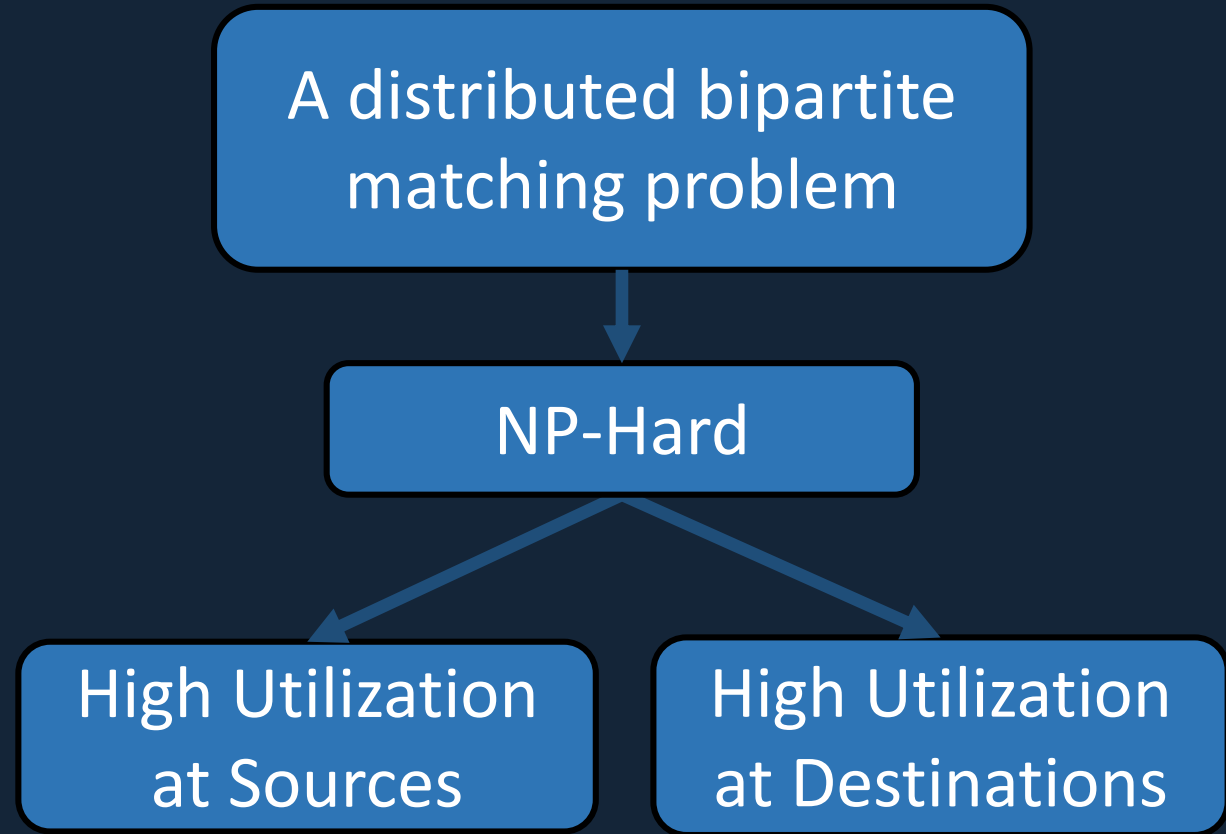 A distributed bipartite
matching problem
NP-Hard
High Utilization
at Sources
High Utilization
at Destinations